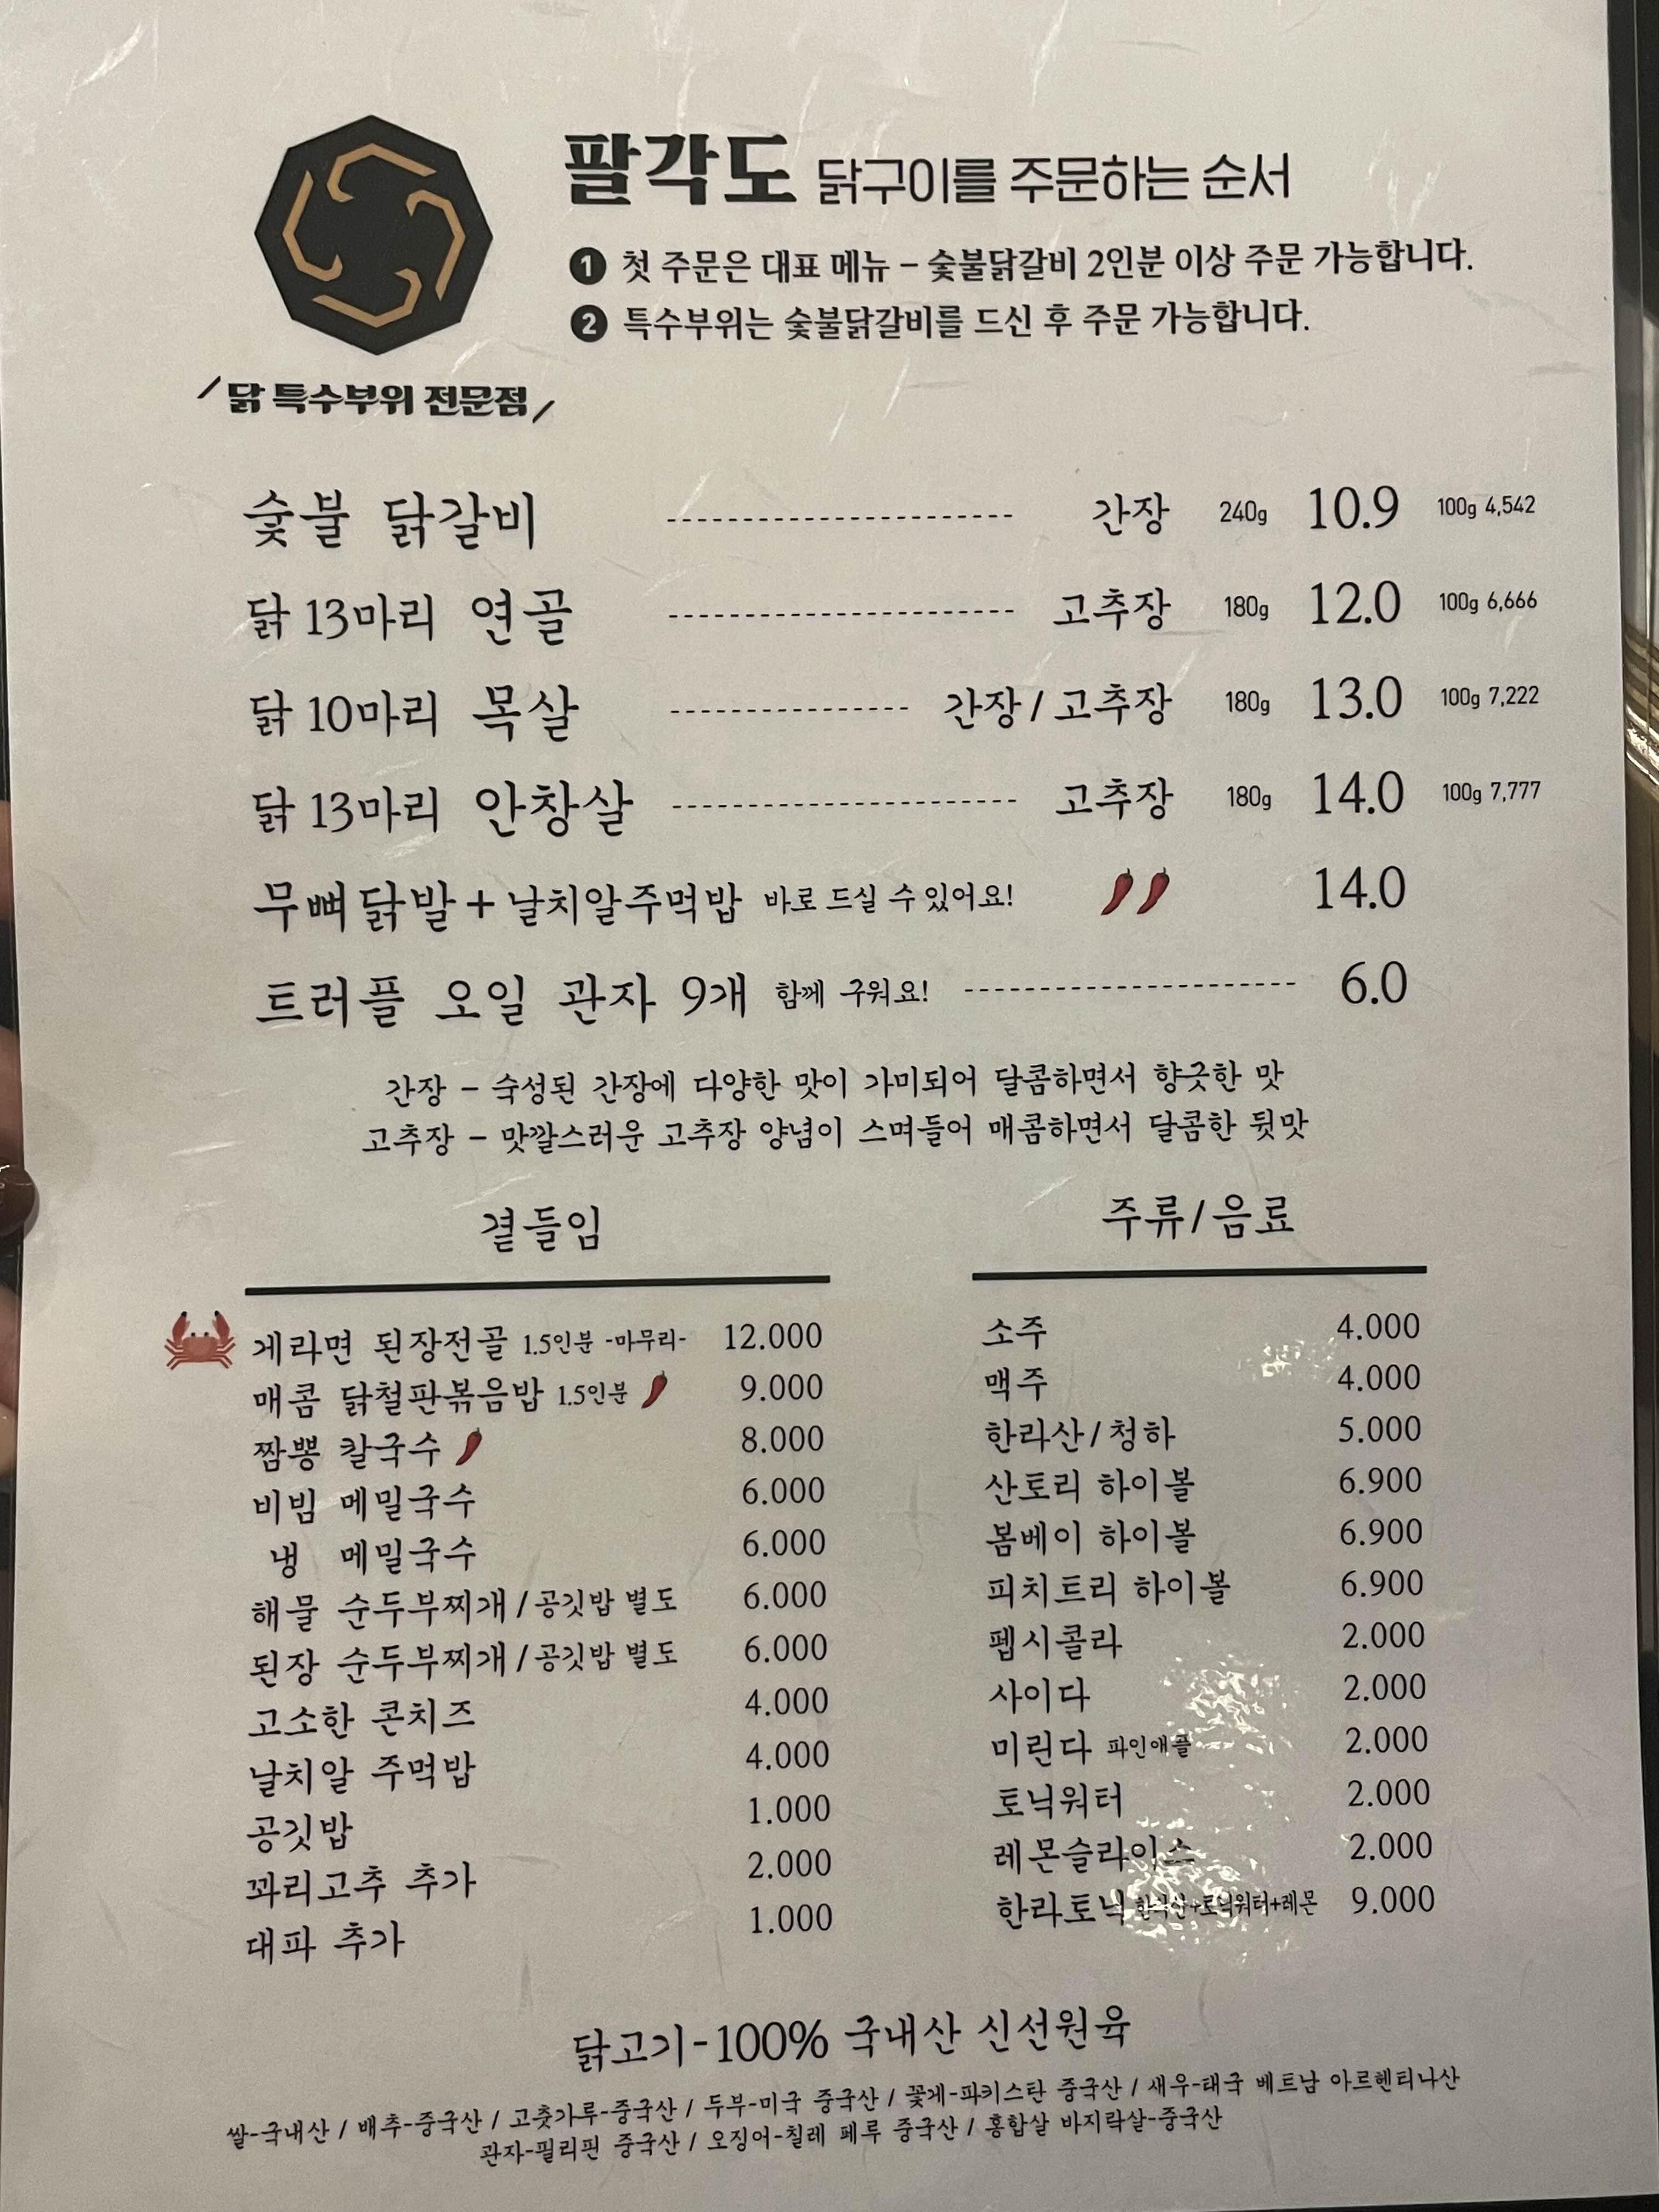 팔각도 닭구이를 주문하는 순서
❶ 첫 주문은 대표 메뉴 – 숯불닭갈비 2인분 이상 주문 가능합니다.
❷ 특수부위는 숯불닭갈비를 드신 후 주문 가능합니다.
닭 특수부위 전문점
숯불 닭갈비 간장 240g 10.9 100g 4,542
닭 13마리 연골 고추장 180g 12.0 100g 6,666
닭 10마리 목살 간장 / 고추장 180g 13.0 100g 7,222
닭 13마리 안창살 고추장 180g 14.0 100g 7,777
무뼈닭발 + 날치알주먹밥 바로 드실 수 있어요! 14.0
트러플 오일 관자 9개 함께 구워요! 6.0
간장 – 숙성된 간장에 다양한 맛이 가미되어 달콤하면서 향긋한 맛
고추장 – 맛깔스러운 고추장 양념이 스며들어 매콤하면서 달콤한 뒷맛
곁들임
게라면 된장전골 1.5인분 -마무리- 12.000
매콤 닭철판볶음밥 1.5인분 9.000
짬뽕 칼국수 8.000
비빔 메밀국수 6.000
냉 메밀국수 6.000
해물 순두부찌개 / 공깃밥 별도 6.000
된장 순두부찌개 / 공깃밥 별도 6.000
고소한 콘치즈 4.000
날치알 주먹밥 4.000
공깃밥 1.000
꽈리고추 추가 2.000
대파 추가 1.000
주류/음료
소주 4.000
맥주 4.000
한라산/청하 5.000
산토리 하이볼 6.900
봄베이 하이볼 6.900
피치트리 하이볼 6.900
펩시콜라 2.000
사이다 2.000
미린다 파인애플 2.000
토닉워터 2.000
레몬슬라이스 2.000
한라토닉 한라산+토닉워터+레몬 9.000
닭고기-100% 국내산 신선원육
쌀-국내산 / 배추-중국산 / 고춧가루-중국산 / 두부-미국 중국산 / 꽃게-파키스탄 중국산 / 새우-태국 베트남 아르헨티나산
관자-필리핀 중국산 / 오징어-칠레 페루 중국산 / 홍합살 바지락살-중국산